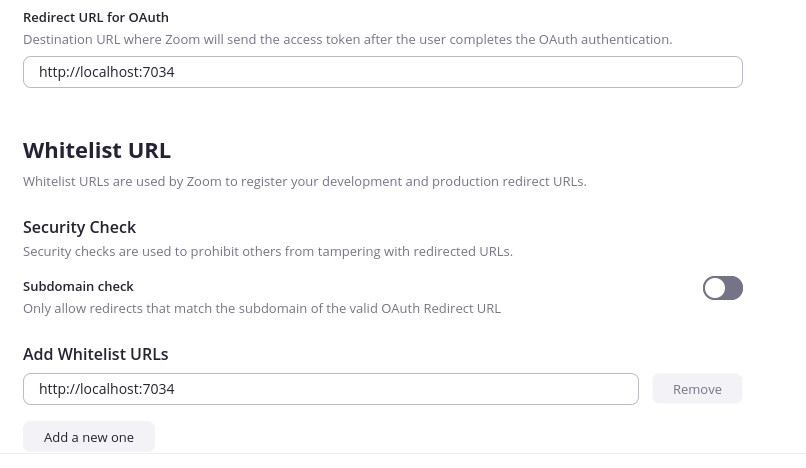 Redirect URL for OAuth
Destination URL where Zoom will send the access token after the user completes the OAuth authentication.
http://localhost:7034
Whitelist URL
Whitelist URLs are used by Zoom to register your development and production redirect URLs.
Security Check
Security checks are used to prohibit others from tampering with redirected URLs.
Subdomain check
Only allow redirects that match the subdomain of the valid OAuth Redirect URL
Add Whitelist URLs
http://localhost:7034
Remove
Add a new one